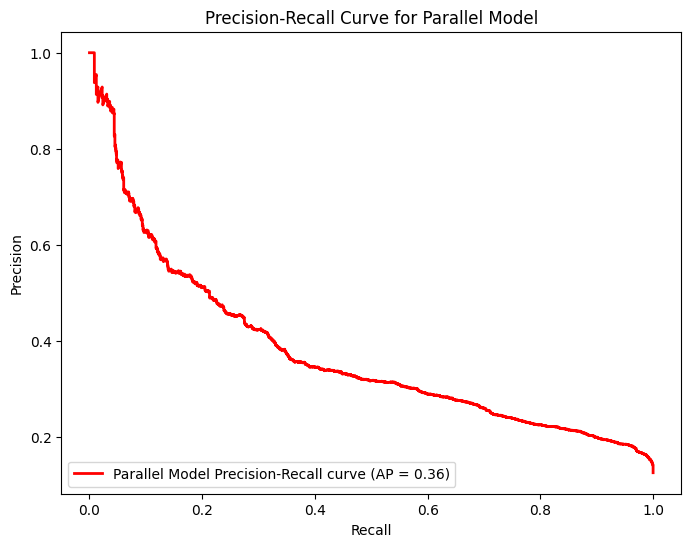 Precision-Recall Curve for Parallel Model
1.0
0.8
0.6
0.4
0.2
Precision
Parallel Model Precision-Recall curve (AP = 0.36)
0.0 0.2 0.4 0.6 0.8 1.0
Recall